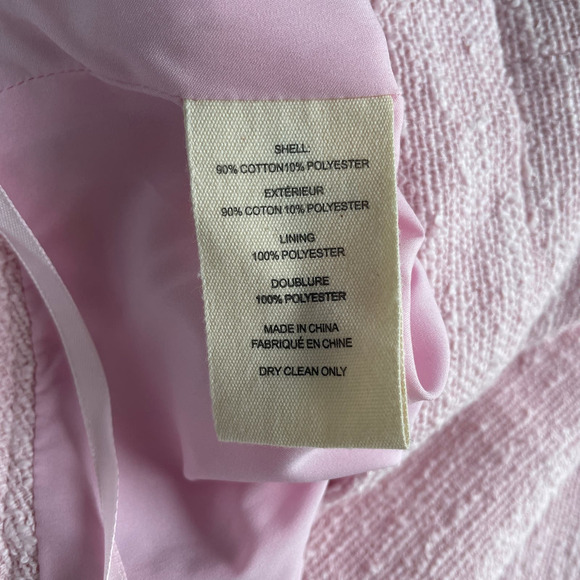 SHELL
90% COTTON10% POLYESTER
EXTÉRIEUR
90% COTON 10% POLYESTER
LINING
100% POLYESTER
DOUBLURE
100% POLYESTER
MADE IN CHINA
FABRIQUÉ EN CHINE
DRY CLEAN ONLY